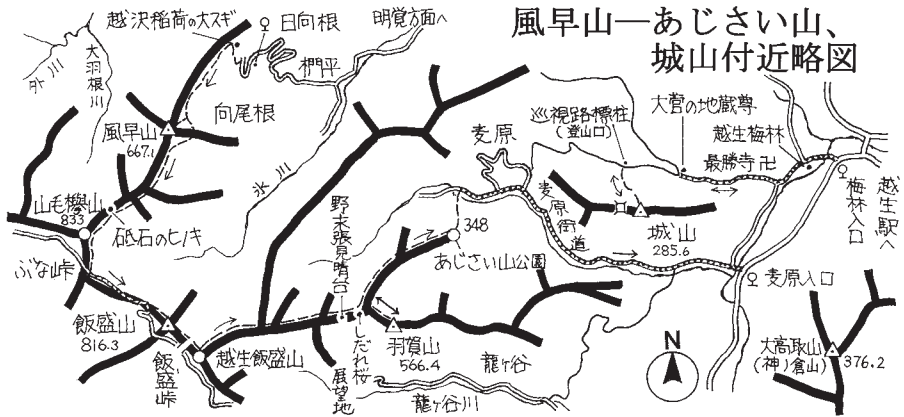 風早山―あじさい山、
城山付近略図
越沢稲荷の大スギ
日向根
明覚方面へ
椚平
外川
大羽根川
向尾根
風早山
667.1
氷川
山毛欅山
833
砥石のヒノキ
ぶな峠
飯盛山
816.3
飯盛峠
越生飯盛山
野末張見晴台
展望地
しだれ桜
羽賀山
566.4
龍ヶ谷
龍ヶ谷川
348
あじさい山公園
麦原
麦原街道
巡視路標柱
(登山口)
大営の地蔵尊
越生梅林
最勝寺卍
城山
285.6
梅林入口
越生駅へ
麦原入口
N
大高取山
(神ノ倉山)
376.2